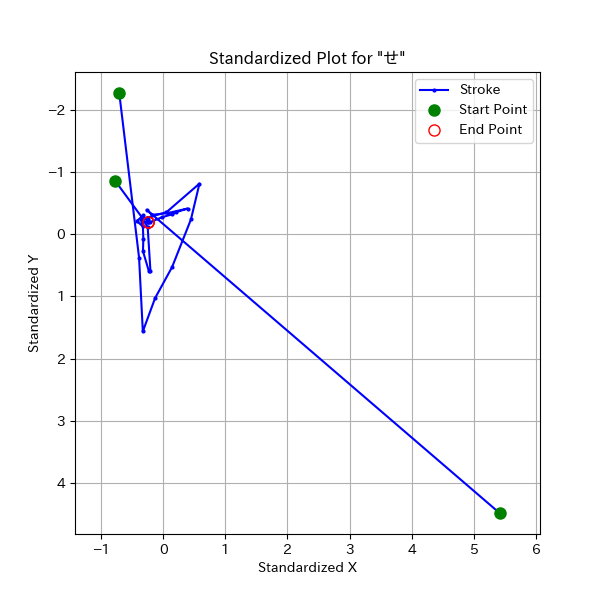 Standardized Plot for "せ"
Stroke
Start Point
End Point
−2
−1
0
1
2
3
4
Standardized Y
−1 0 1 2 3 4 5 6
Standardized X